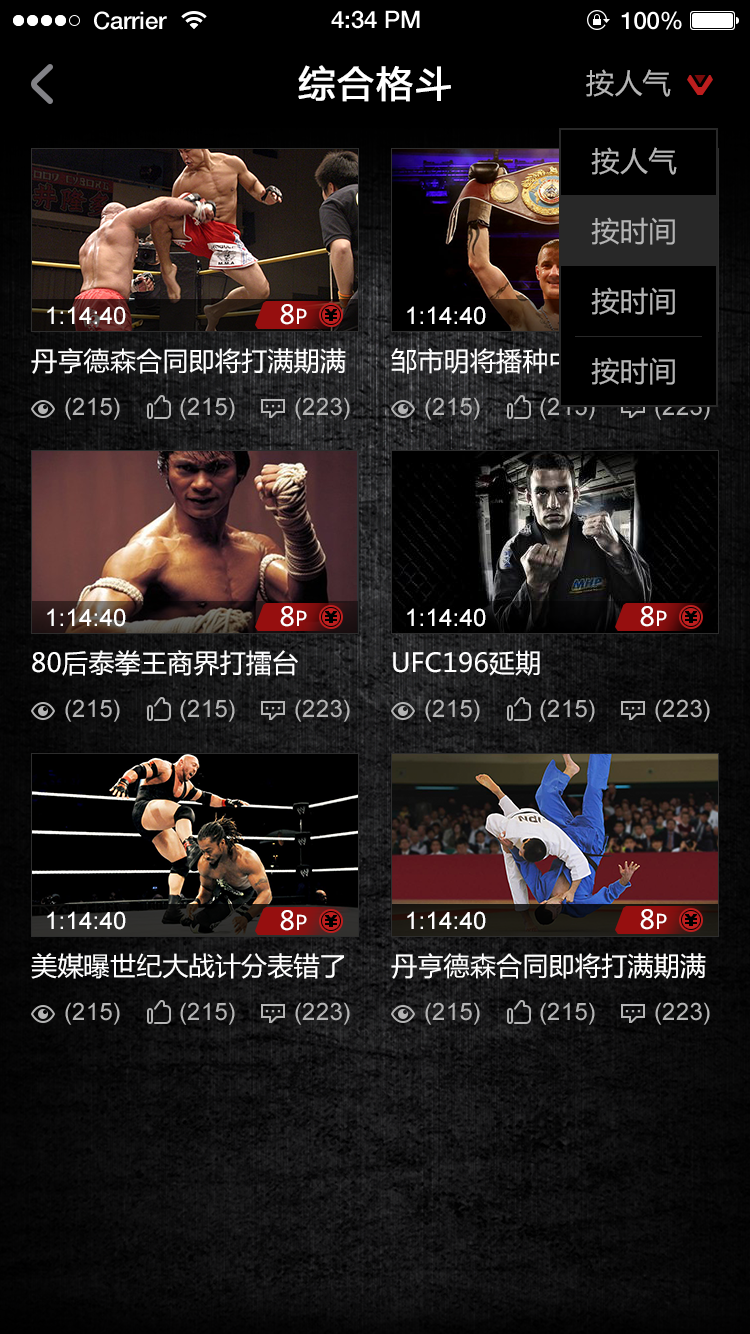 Carrier 4:34 PM 100%
综合格斗 按人气
按人气
按时间
按时间
按时间
1:14:40 8P
1:14:40
丹亨德森合同即将打满期满
邹市明将播种
(215) (215) (223)
(215) (215) (223)
1:14:40 8P
1:14:40 8P
80后泰拳王商界打擂台
UFC196延期
(215) (215) (223)
(215) (215) (223)
1:14:40 8P
1:14:40 8P
美媒曝世纪大战计分表错了
丹亨德森合同即将打满期满
(215) (215) (223)
(215) (215) (223)